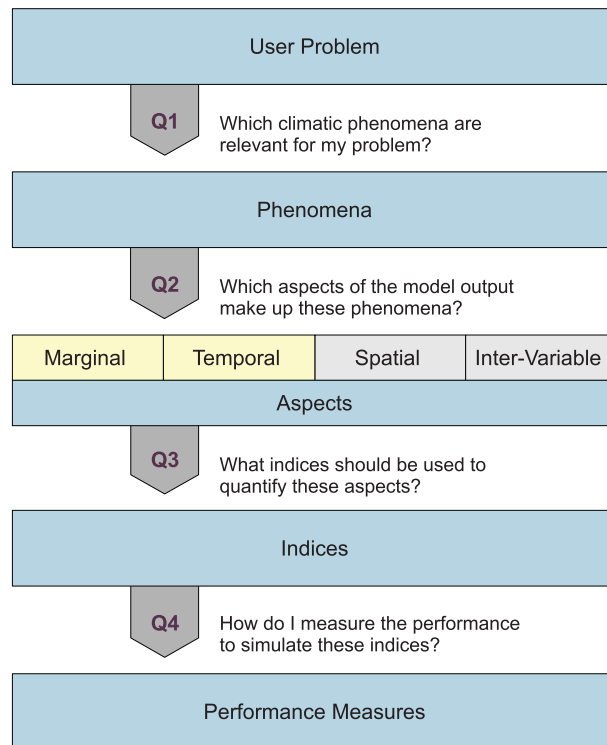 User Problem
Q1
Which climatic phenomena are
relevant for my problem?
Phenomena
Q2
Which aspects of the model output
make up these phenomena?
Marginal Temporal Spatial Inter-Variable
Aspects
Q3
What indices should be used to
quantify these aspects?
Indices
Q4
How do I measure the performance
to simulate these indices?
Performance Measures